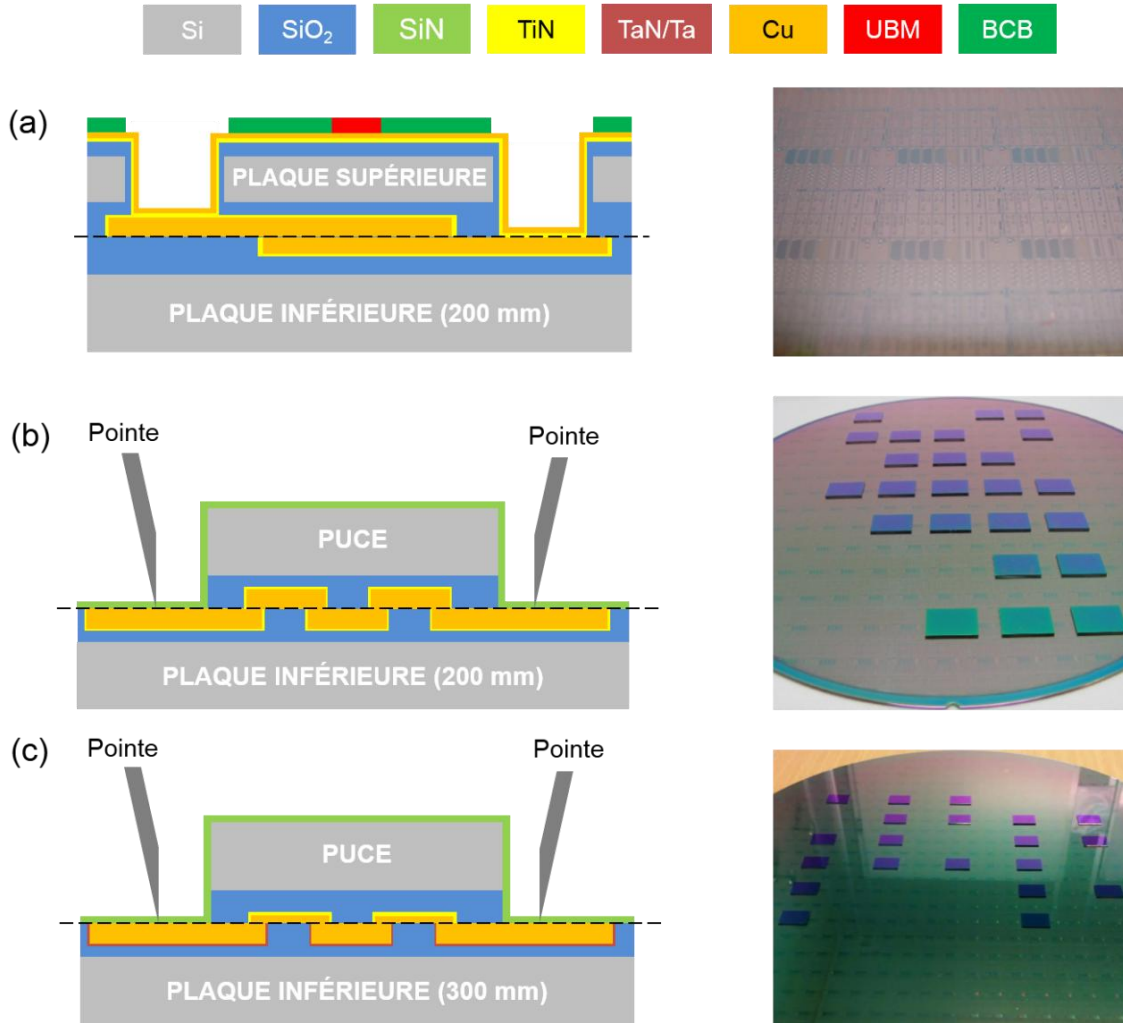 Si SiO₂ SiN TiN TaN/Ta Cu UBM BCB
(a)
PLAQUE SUPÉRIEURE
PLAQUE INFÉRIEURE (200 mm)
(b)
Pointe Pointe
PUCE
PLAQUE INFÉRIEURE (200 mm)
(c)
Pointe Pointe
PUCE
PLAQUE INFÉRIEURE (300 mm)